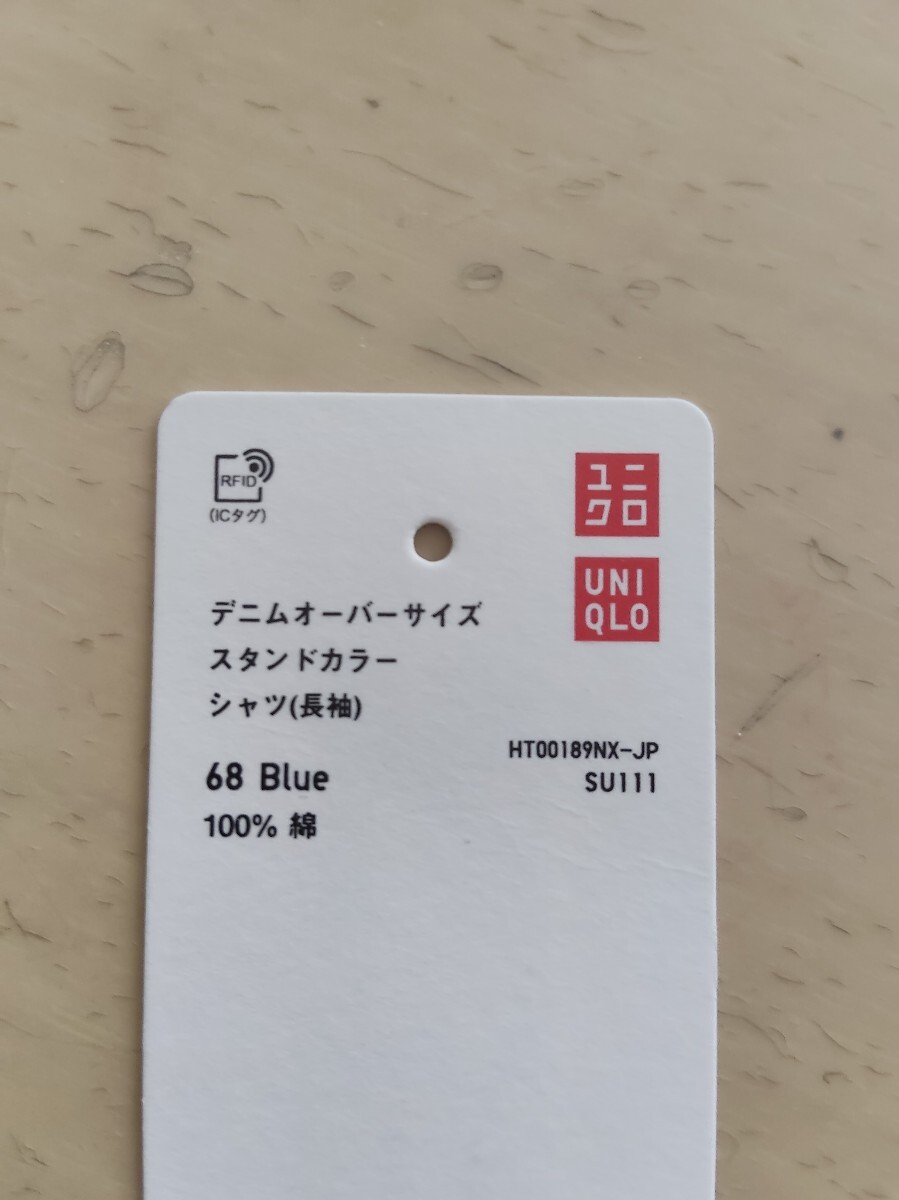 RFID
(ICタグ)
ユニ
クロ
UNI
QLO
デニムオーバーサイズ
スタンドカラー
シャツ(長袖)
HT00189NX-JP
SU111
68 Blue
100% 綿